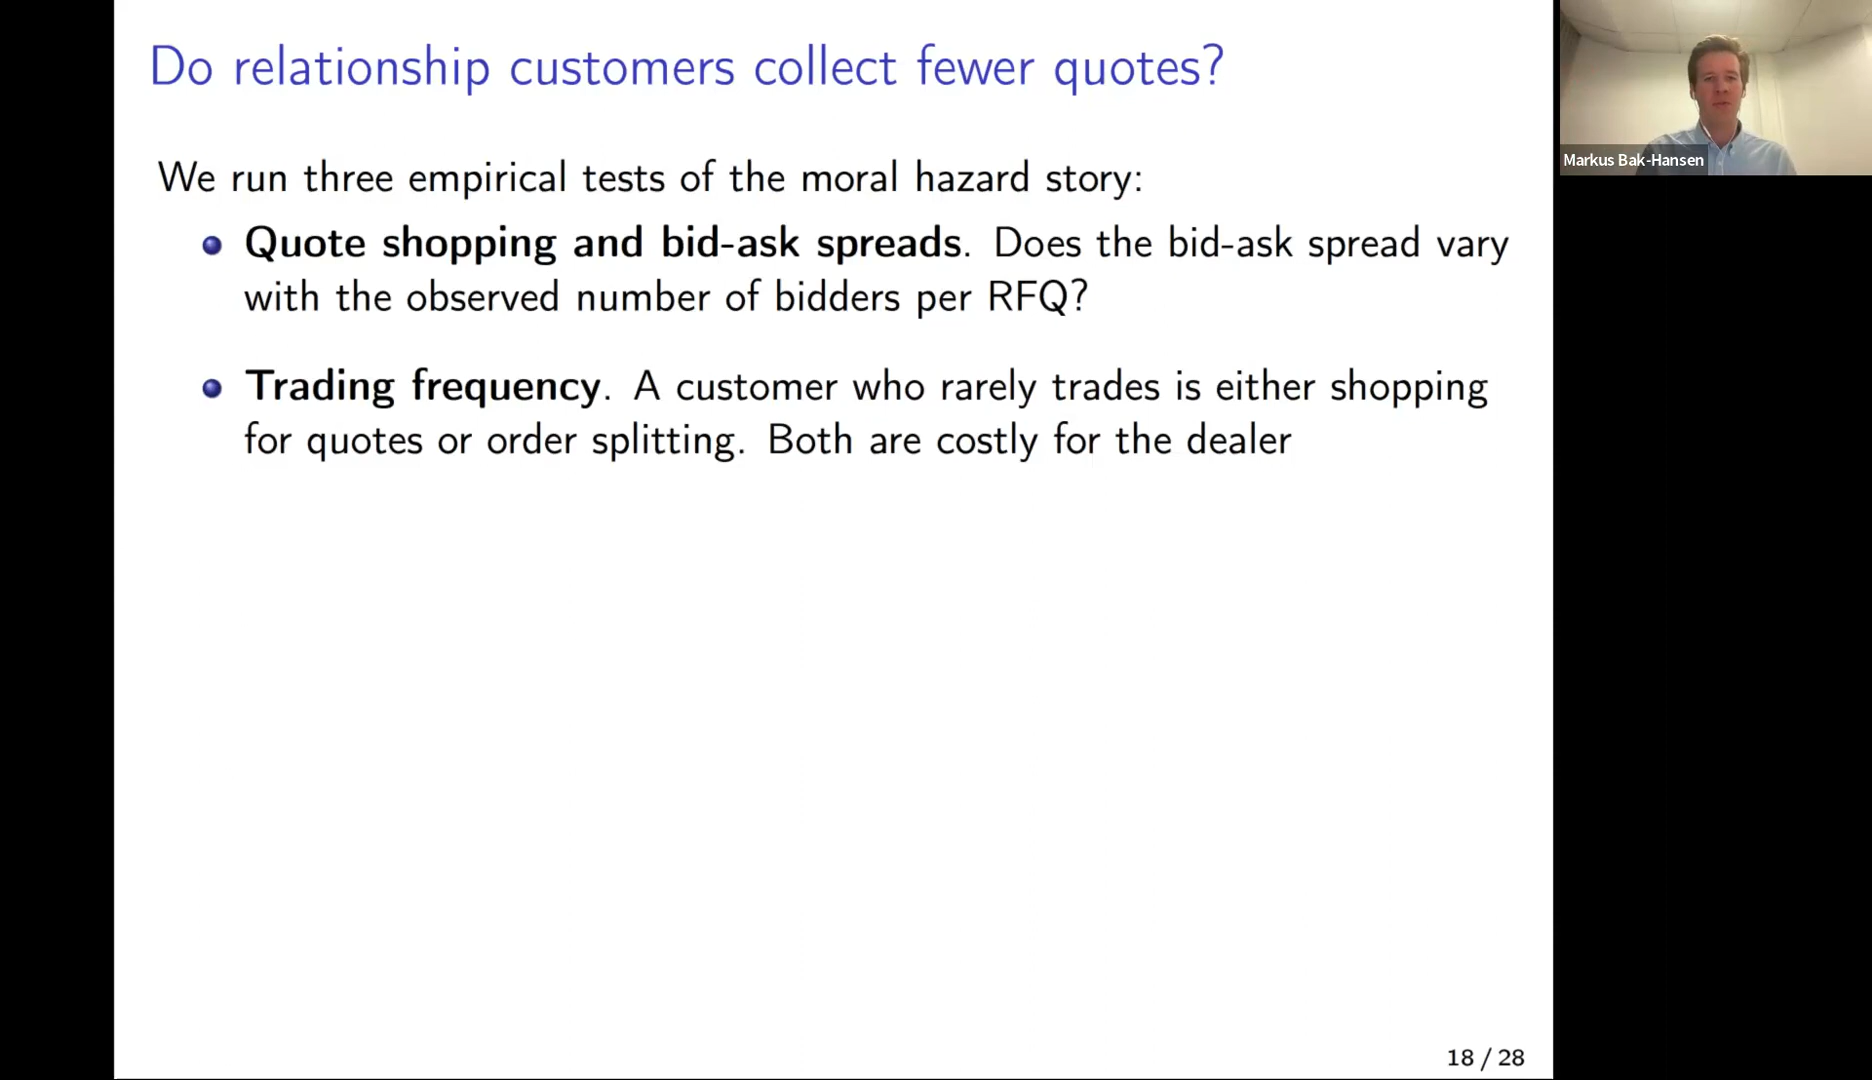 Do relationship customers collect fewer quotes?
We run three empirical tests of the moral hazard story:
Quote shopping and bid-ask spreads. Does the bid-ask spread vary
with the observed number of bidders per RFQ?
Trading frequency. A customer who rarely trades is either shopping
for quotes or order splitting. Both are costly for the dealer
18 / 28
Markus Bak-Hansen